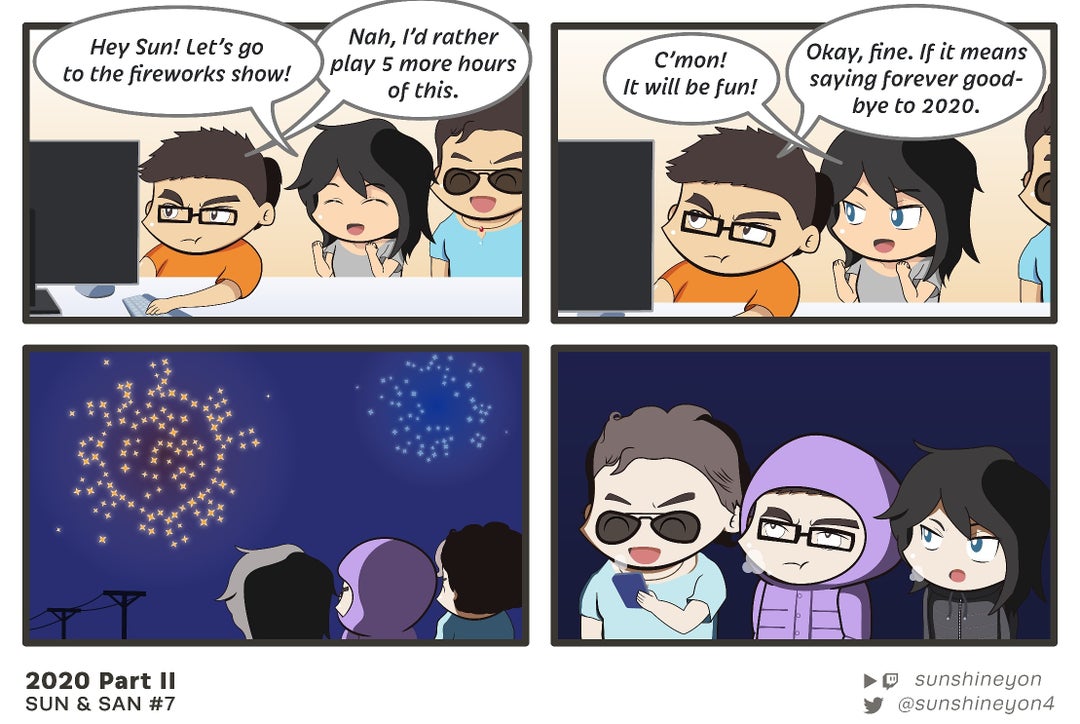 Hey Sun! Let's go
to the fireworks show!
Nah, I'd rather
play 5 more hours
of this.
C'mon!
It will be fun!
Okay, fine. If it means
saying forever good-
bye to 2020.
2020 Part II
SUN & SAN #7
sunshineyon
@sunshineyon4